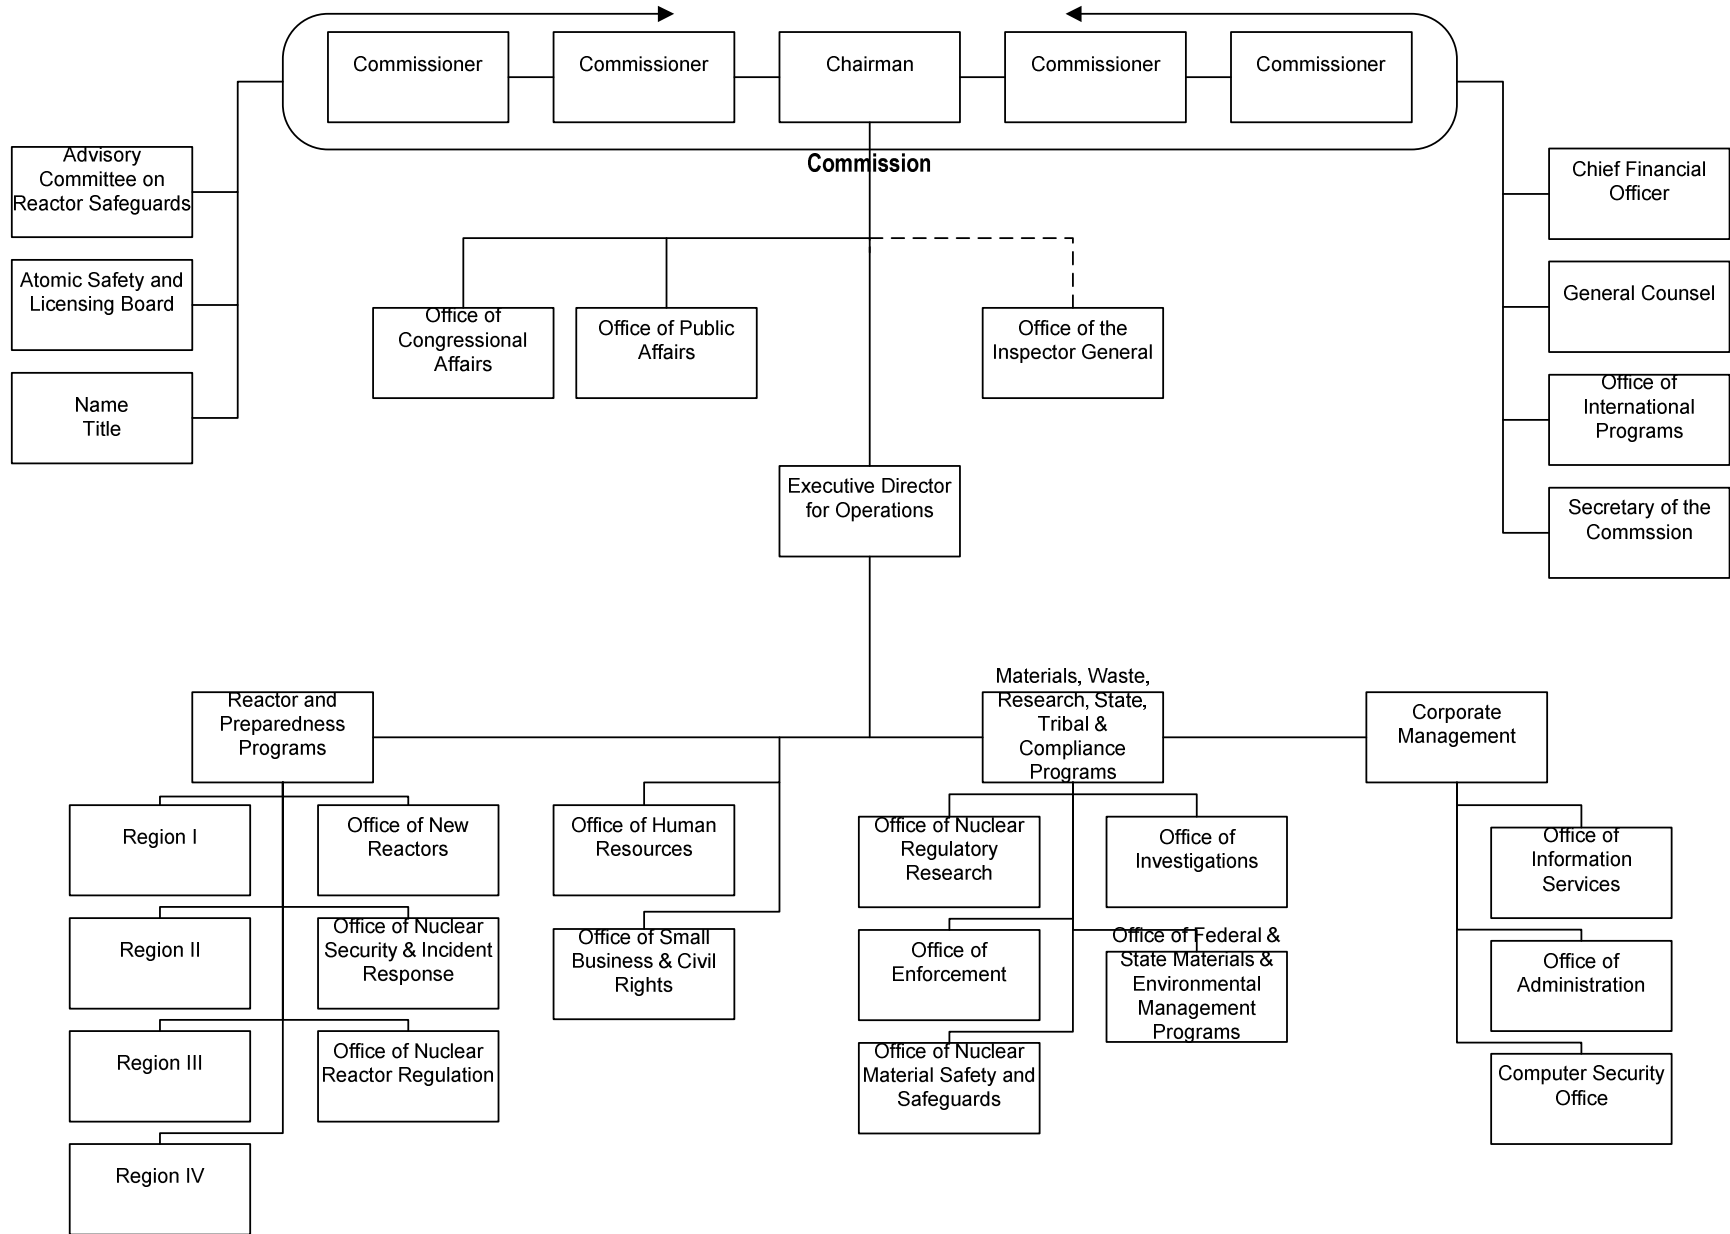 Commissioner
Commissioner
Chairman
Commissioner
Commissioner
Commission
Advisory
Committee on
Reactor Safeguards
Atomic Safety and
Licensing Board
Name
Title
Chief Financial
Officer
General Counsel
Office of
International
Programs
Secretary of the
Commssion
Office of
Congressional
Affairs
Office of Public
Affairs
Office of the
Inspector General
Executive Director
for Operations
Reactor and
Preparedness
Programs
Materials, Waste,
Research, State,
Tribal &
Compliance
Programs
Corporate
Management
Region I
Office of New
Reactors
Region II
Office of Nuclear
Security & Incident
Response
Region III
Office of Nuclear
Reactor Regulation
Region IV
Office of Human
Resources
Office of Small
Business & Civil
Rights
Office of Nuclear
Regulatory
Research
Office of
Investigations
Office of
Enforcement
Office of Federal &
State Materials &
Environmental
Management
Programs
Office of Nuclear
Material Safety and
Safeguards
Office of
Information
Services
Office of
Administration
Computer Security
Office